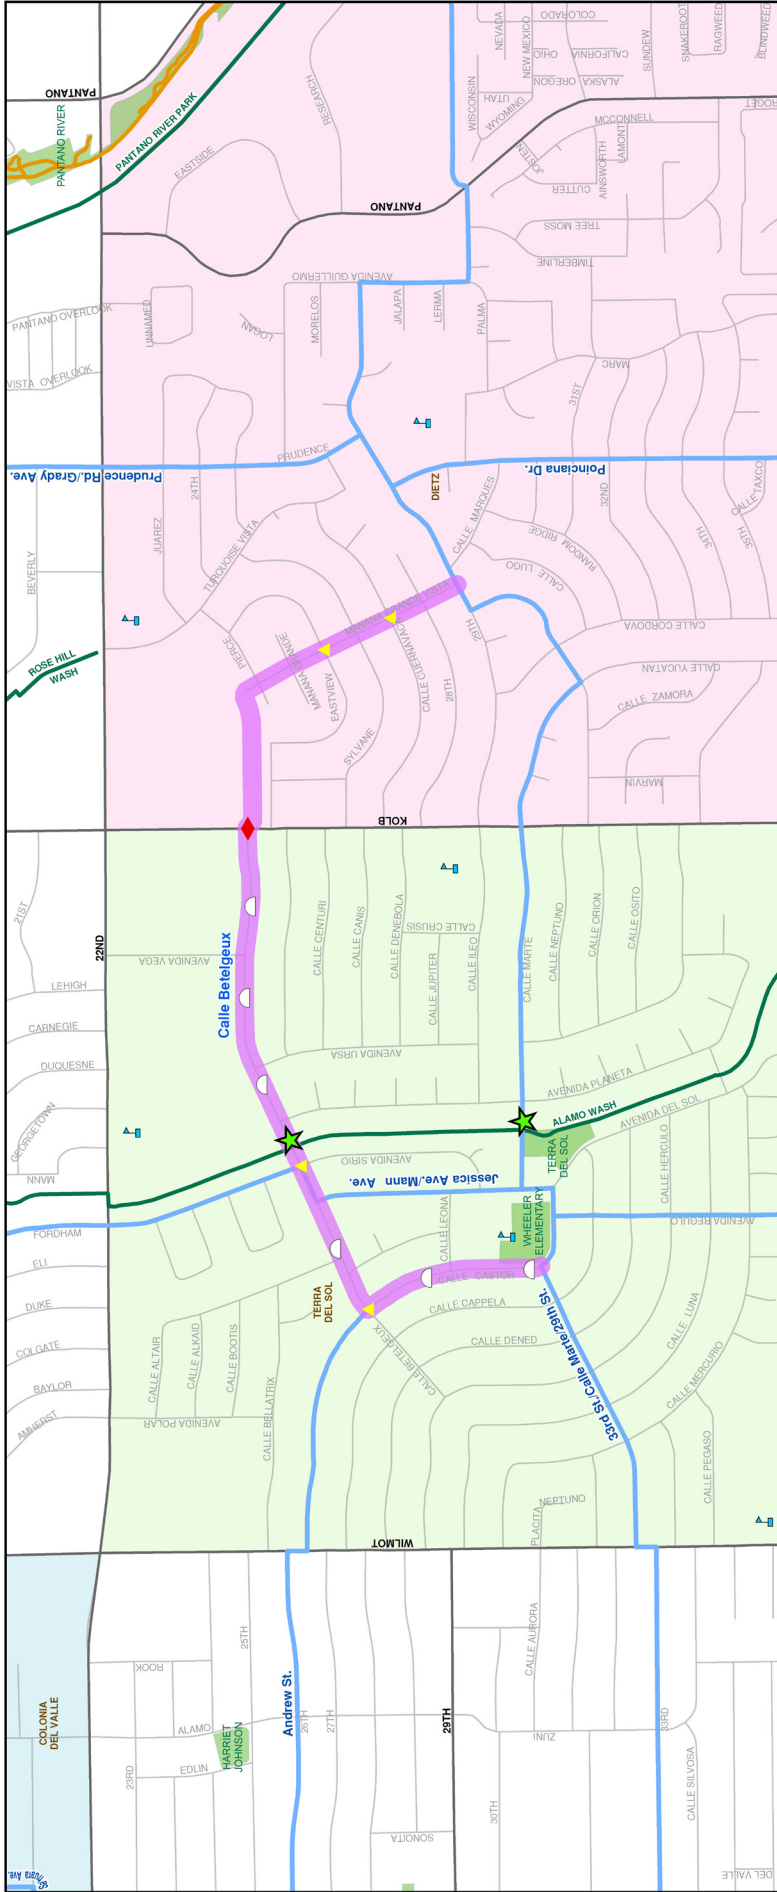 PANTANO
PANTANO RIVER
PANTANO RIVER PARK
EASTSIDE
RESEARCH
PANTANO
NEVADA
COLORADO
NEW MEXICO
OHIO
CALIFORNIA
ALASKA
OREGON
UTAH
WISCONSIN
WYOMING
SUNDEW
SNAKEROOT
RAGWEED
BLINDWEED
MCCONNELL
JOSTEN
CUTTER
AINSWORTH
LAMONT
TREE MOSS
TIMBERLINE
PANTANO OVERLOOK
VISTA OVERLOOK
UNNAMED
LOGAN
MORELOS
AVENIDA GUILLERMO
JALAPA
LERMA
PALMA
MARC
31ST
Prudence Rd./Grady Ave.
PRUDENCE
24TH
DIETZ
Poinciana Dr.
JUAREZ
TURQUOISE VISTA
CALLE MARQUES
RANDOM RIDGE
32ND
34TH
35TH
CALLE TAXCO
BEVERLY
ROSE HILL
WASH
PIERCE
MANANA GRANDE VISTA
MANANA GRANDE
EASTVIEW
SYLVANE
CALLE CUERNAVACA
28TH
29TH
CALLE LUGO
CALLE CORDOVA
CALLE YUCATAN
CALLE ZAMORA
MARVIN
KOLB
21ST
22ND
LEHIGH
CARNEGIE
DUQUESNE
GEORGETOWN
MANN
AVENIDA VEGA
Calle Betelgeux
CALLE CENTURI
CALLE CANIS
CALLE DENEBOLA
CALLE CRUSIS
CALLE JUPITER
CALLE ILEO
CALLE MARTE
CALLE NEPTUNO
CALLE ORION
CALLE OSITO
AVENIDA URSA
AVENIDA PLANETA
ALAMO WASH
AVENIDA DEL SOL
TERRA
DEL SOL
AVENIDA SIRIO
Jessica Ave./Mann Ave.
CALLE HERCULO
AVENIDA REGULO
WHEELER
ELEMENTARY
CALLE LEONA
FORDHAM
ELI
DUKE
COLGATE
BAYLOR
AMHERST
TERRA
DEL SOL
CALLE CASTOR
CALLE CAPPELA
CALLE DENED
CALLE BETELGEUX
CALLE ALTAIR
CALLE ALKAID
CALLE BOOTIS
CALLE BELLATRIX
AVENIDA POLAR
33rd St./Calle Marte/29th St.
CALLE LUNA
CALLE MERCURIO
CALLE PEGASO
PLACITA
NEPTUNO
WILMOT
COLONIA
DEL VALLE
ROOK
25TH
ALAMO
HARRIET
JOHNSON
23RD
EDLIN
Andrew St.
26TH
27TH
29TH
SONOITA
30TH
CALLE AURORA
ZUNI
33RD
CALLE SILVOSA
DEL VALLE